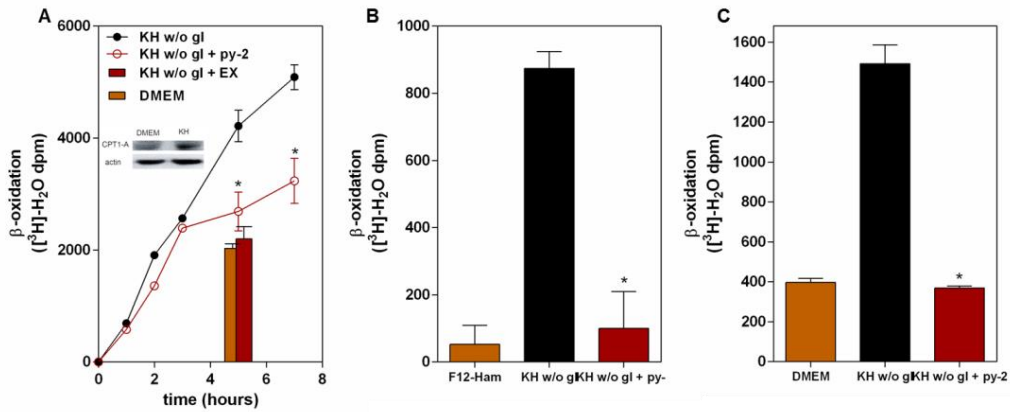 A
6000
4000
2000
0
0 2 4 6 8
time (hours)
β-oxidation
([³H]-H₂O dpm)
KH w/o gl
KH w/o gl + py-2
KH w/o gl + EX
DMEM
DMEM KH
CPT1-A
actin
*
*
B
1000
800
600
400
200
0
β-oxidation
([³H]-H₂O dpm)
*
F12-Ham KH w/o gl KH w/o gl + py-
C
1600
1400
1200
1000
800
600
400
200
0
β-oxidation
([³H]-H₂O dpm)
*
DMEM KH w/o gl KH w/o gl + py-2